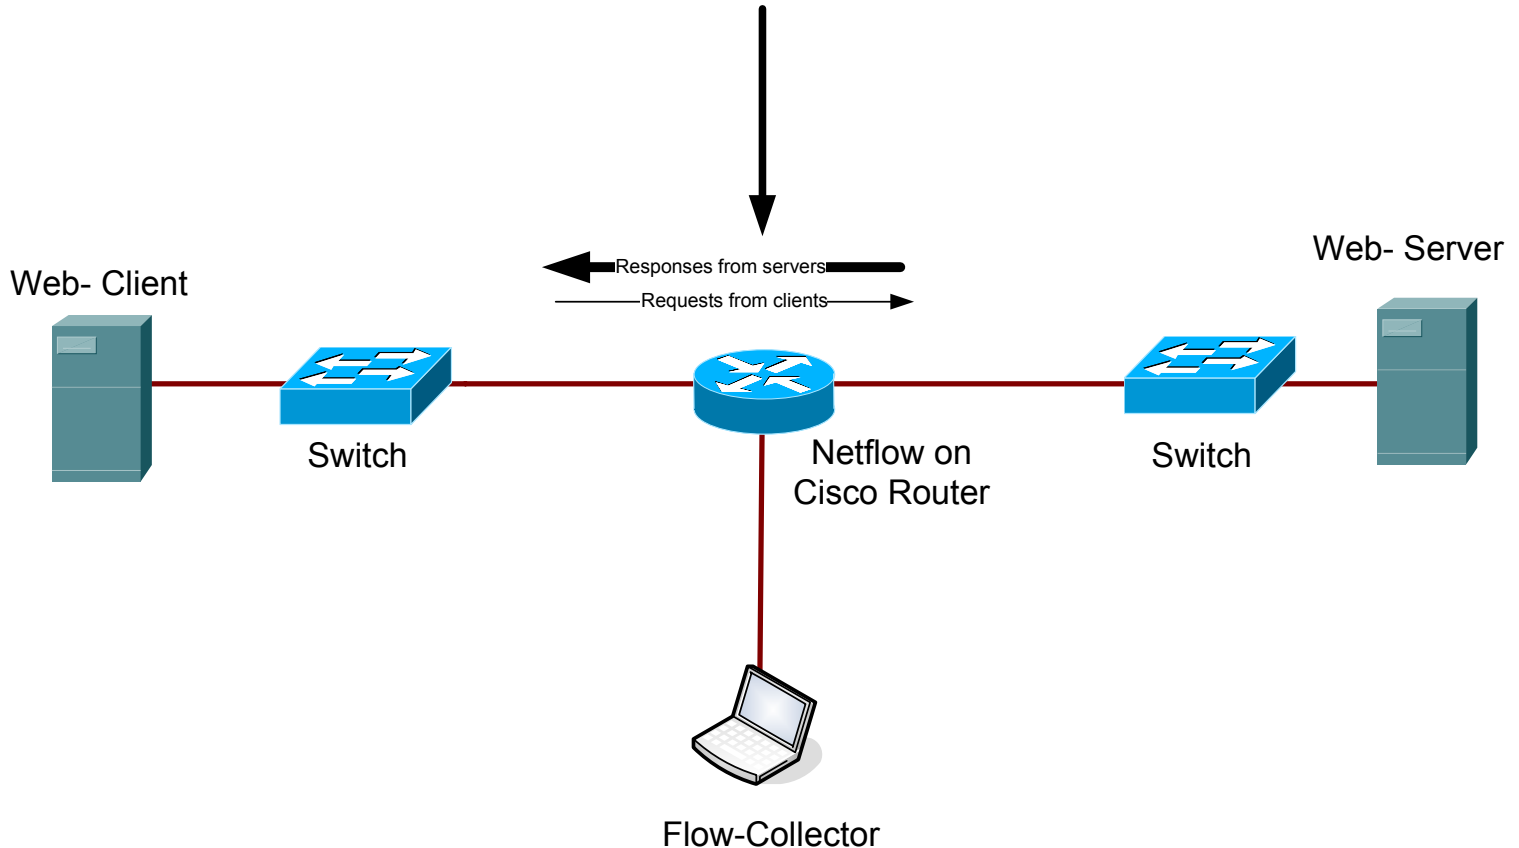 Responses from servers
Requests from clients
Web- Client
Web- Server
Switch
Netflow on
Cisco Router
Switch
Flow-Collector